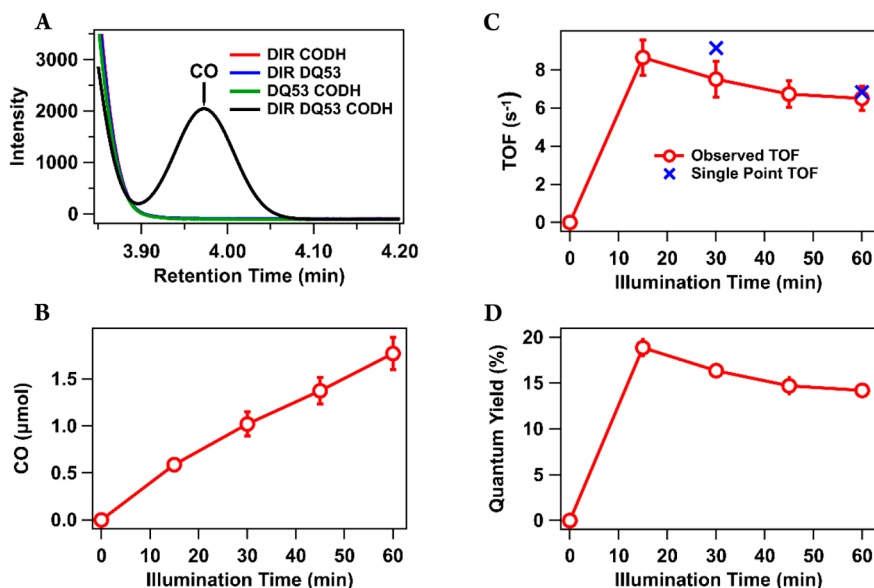 A
3000
2000
1000
0
Intensity
CO
DIR CODH
DIR DQ53
DQ53 CODH
DIR DQ53 CODH
3.90
4.00
4.10
4.20
Retention Time (min)
B
1.5
1.0
0.5
0.0
CO (µmol)
0
10
20
30
40
50
60
Illumination Time (min)
C
8
6
4
2
0
TOF (s⁻¹)
Observed TOF
Single Point TOF
0
10
20
30
40
50
60
Illumination Time (min)
D
20
15
10
5
0
Quantum Yield (%)
0
10
20
30
40
50
60
Illumination Time (min)